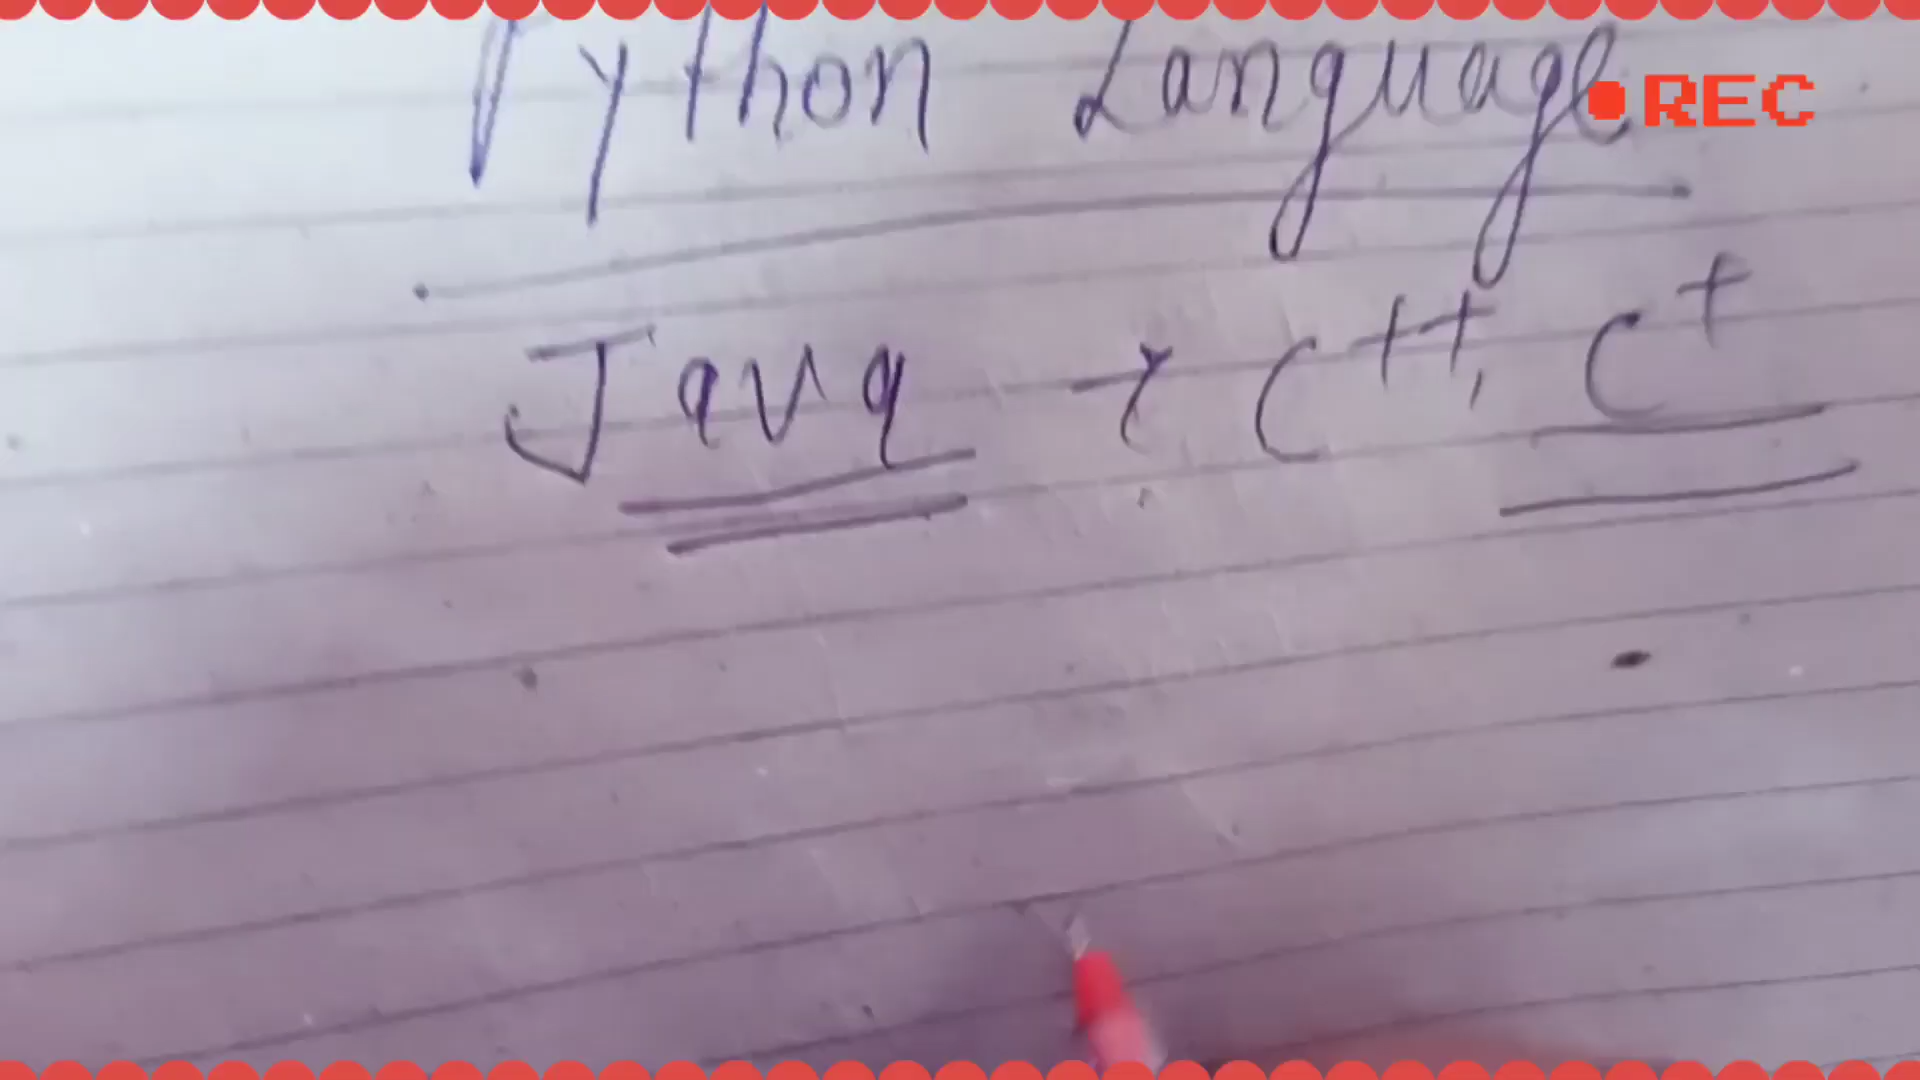 Python Language
REC
Java → C++, C+